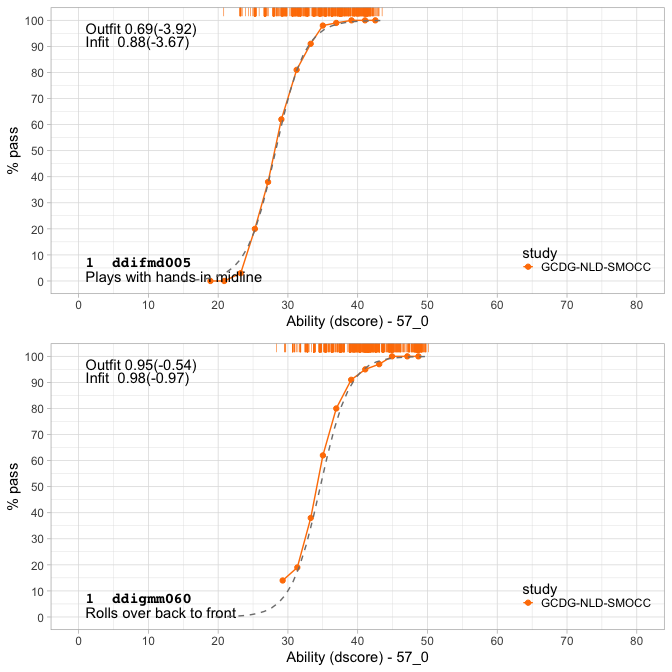 100
90
80
70
60
50
40
30
20
10
0
% pass
Outfit 0.69(-3.92)
Infit  0.88(-3.67)
1  ddifmd005
Plays with hands in midline
study
GCDG-NLD-SMOCC
0 10 20 30 40 50 60 70 80
Ability (dscore) - 57_0
100
90
80
70
60
50
40
30
20
10
0
% pass
Outfit 0.95(-0.54)
Infit  0.98(-0.97)
1  ddigmm060
Rolls over back to front
study
GCDG-NLD-SMOCC
0 10 20 30 40 50 60 70 80
Ability (dscore) - 57_0